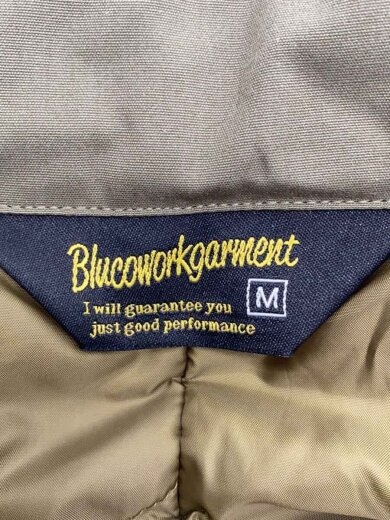 Blucoworkgarment
I will guarantee you
just good performance
M